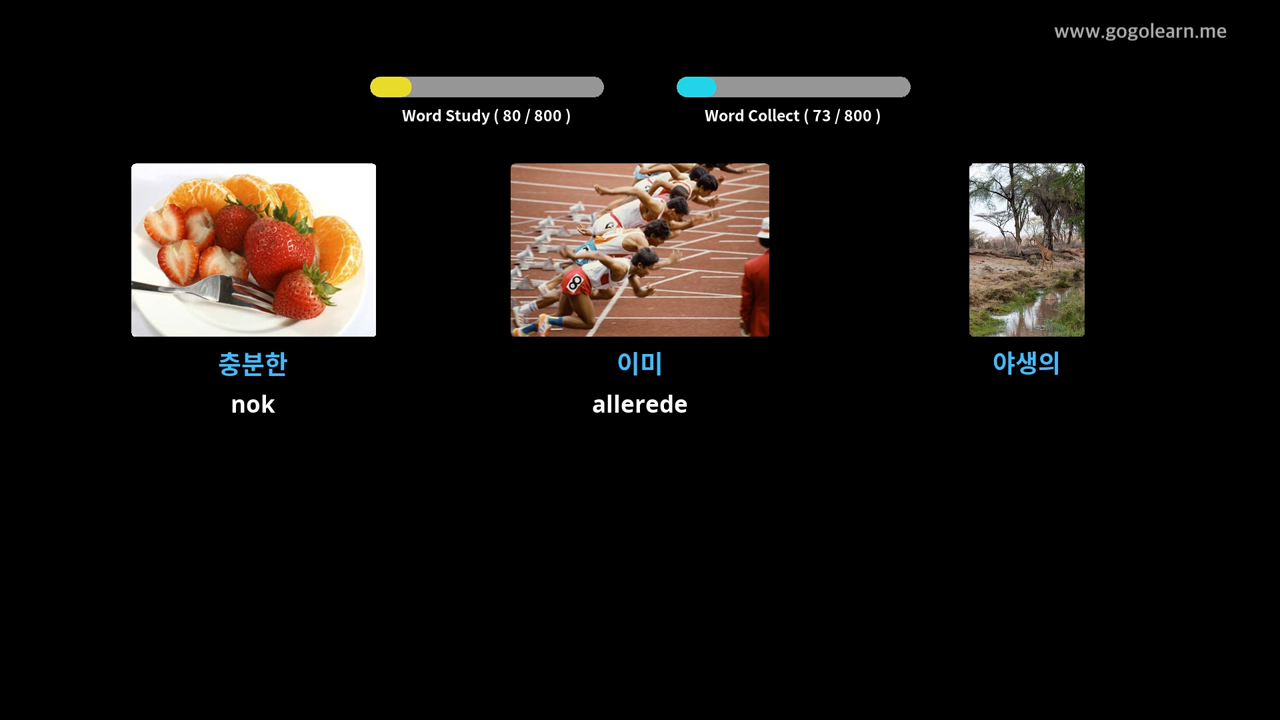 www.gogolearn.me
Word Study ( 80 / 800 )
Word Collect ( 73 / 800 )
충분한
이미
야생의
nok
allerede